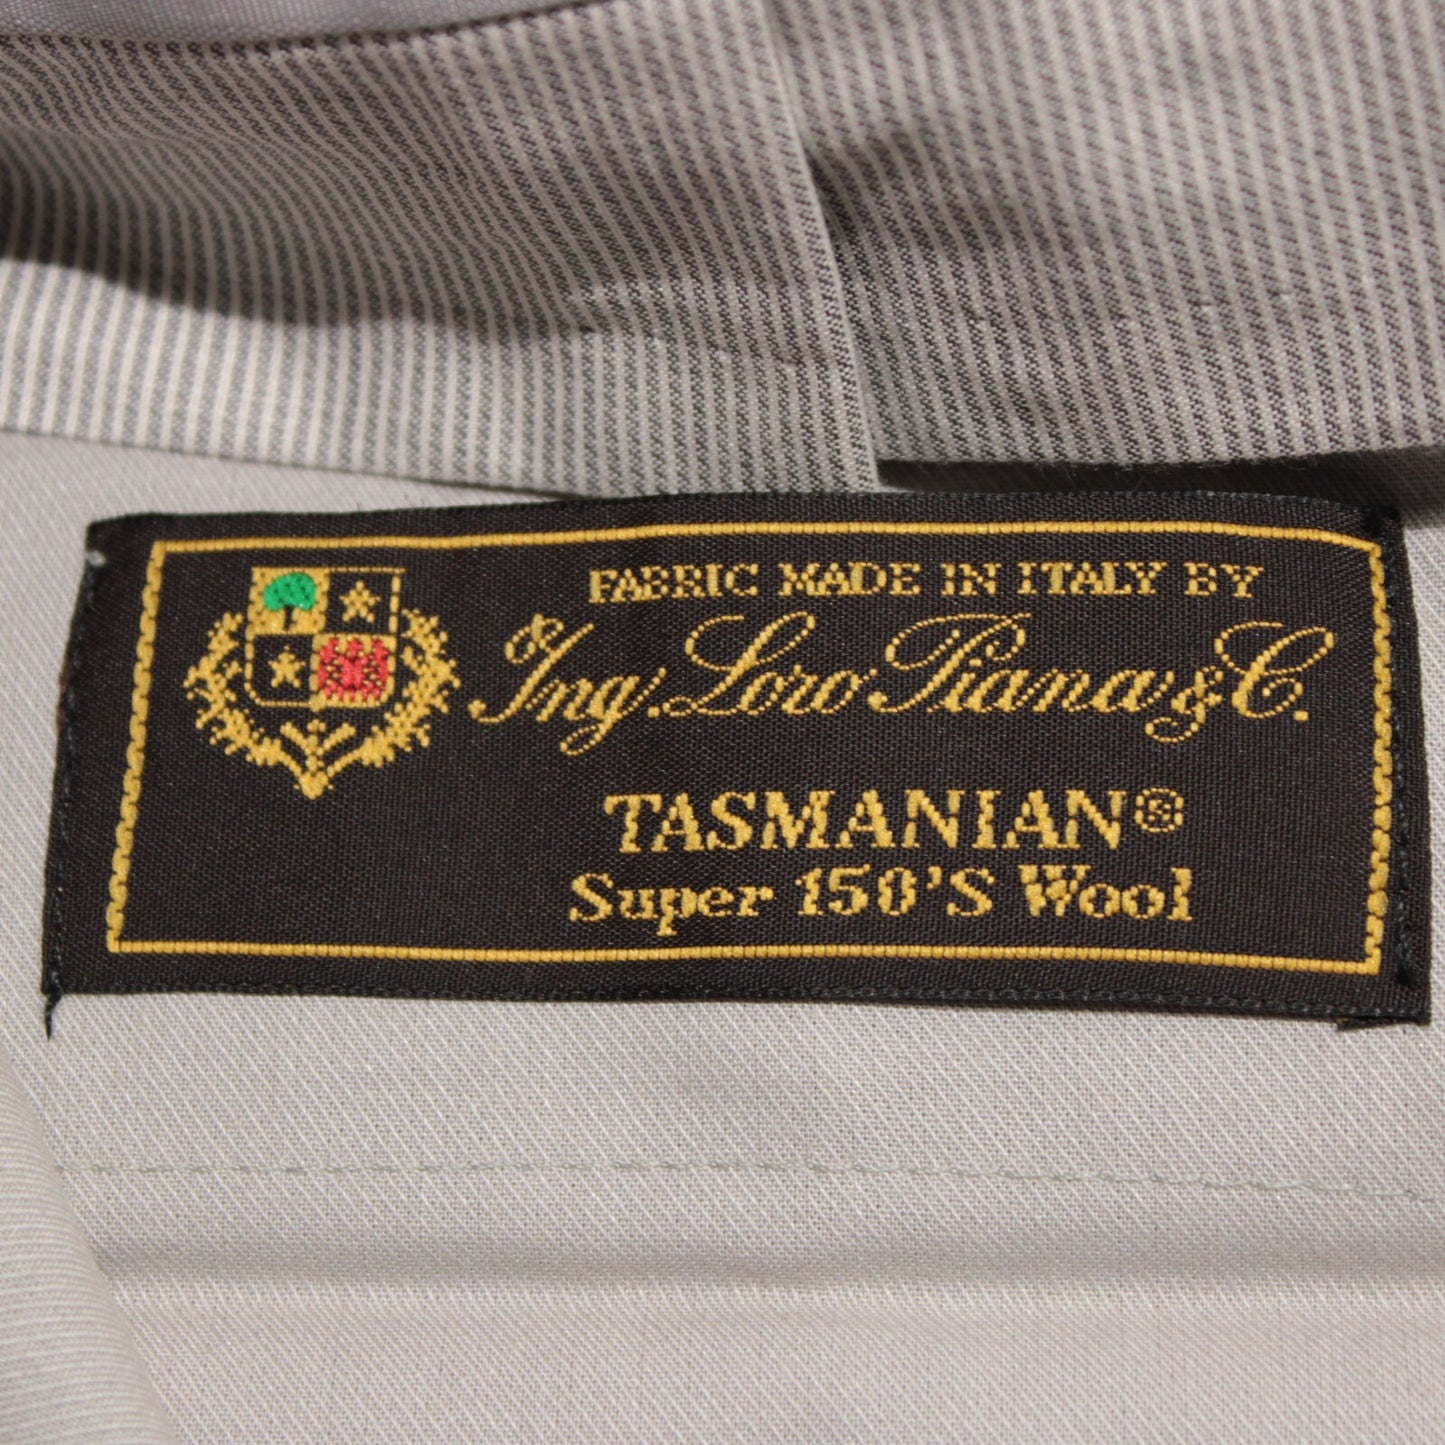 FABRIC MADE IN ITALY BY
Ing. Loro Piana & C.
TASMANIAN®
Super 150'S Wool